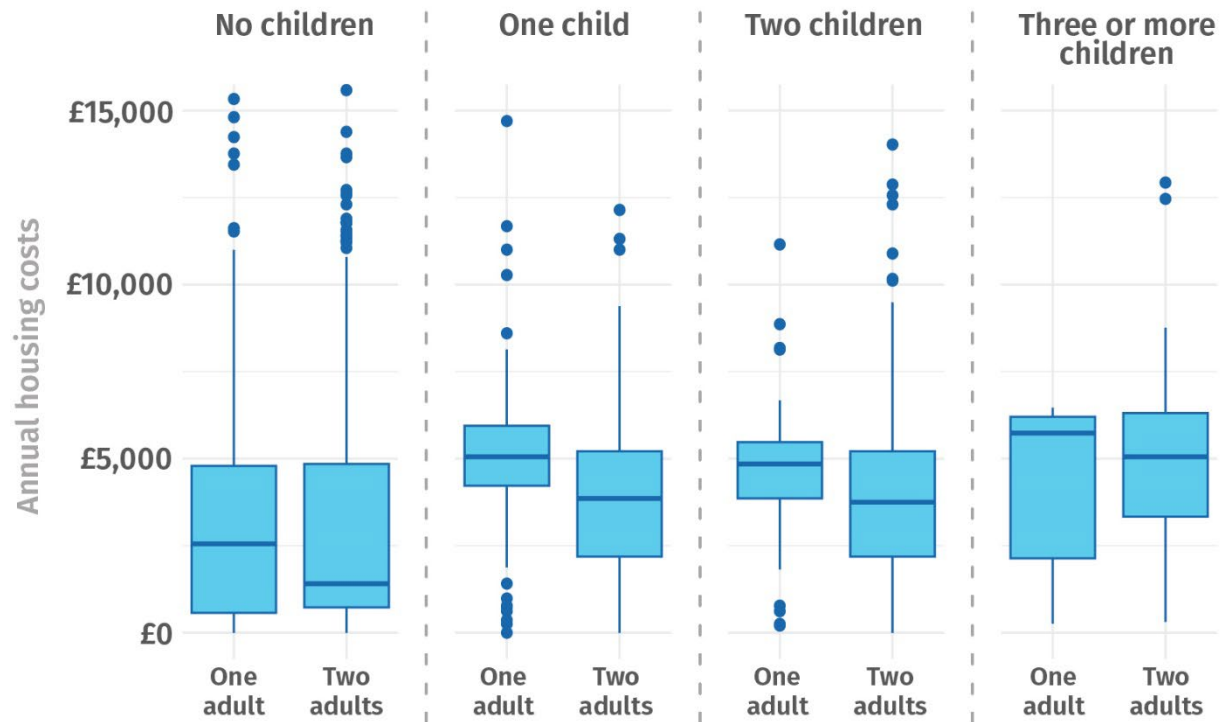 No children
One child
Two children
Three or more
children
Annual housing costs
£15,000
£10,000
£5,000
£0
One
adult
Two
adults
One
adult
Two
adults
One
adult
Two
adults
One
adult
Two
adults